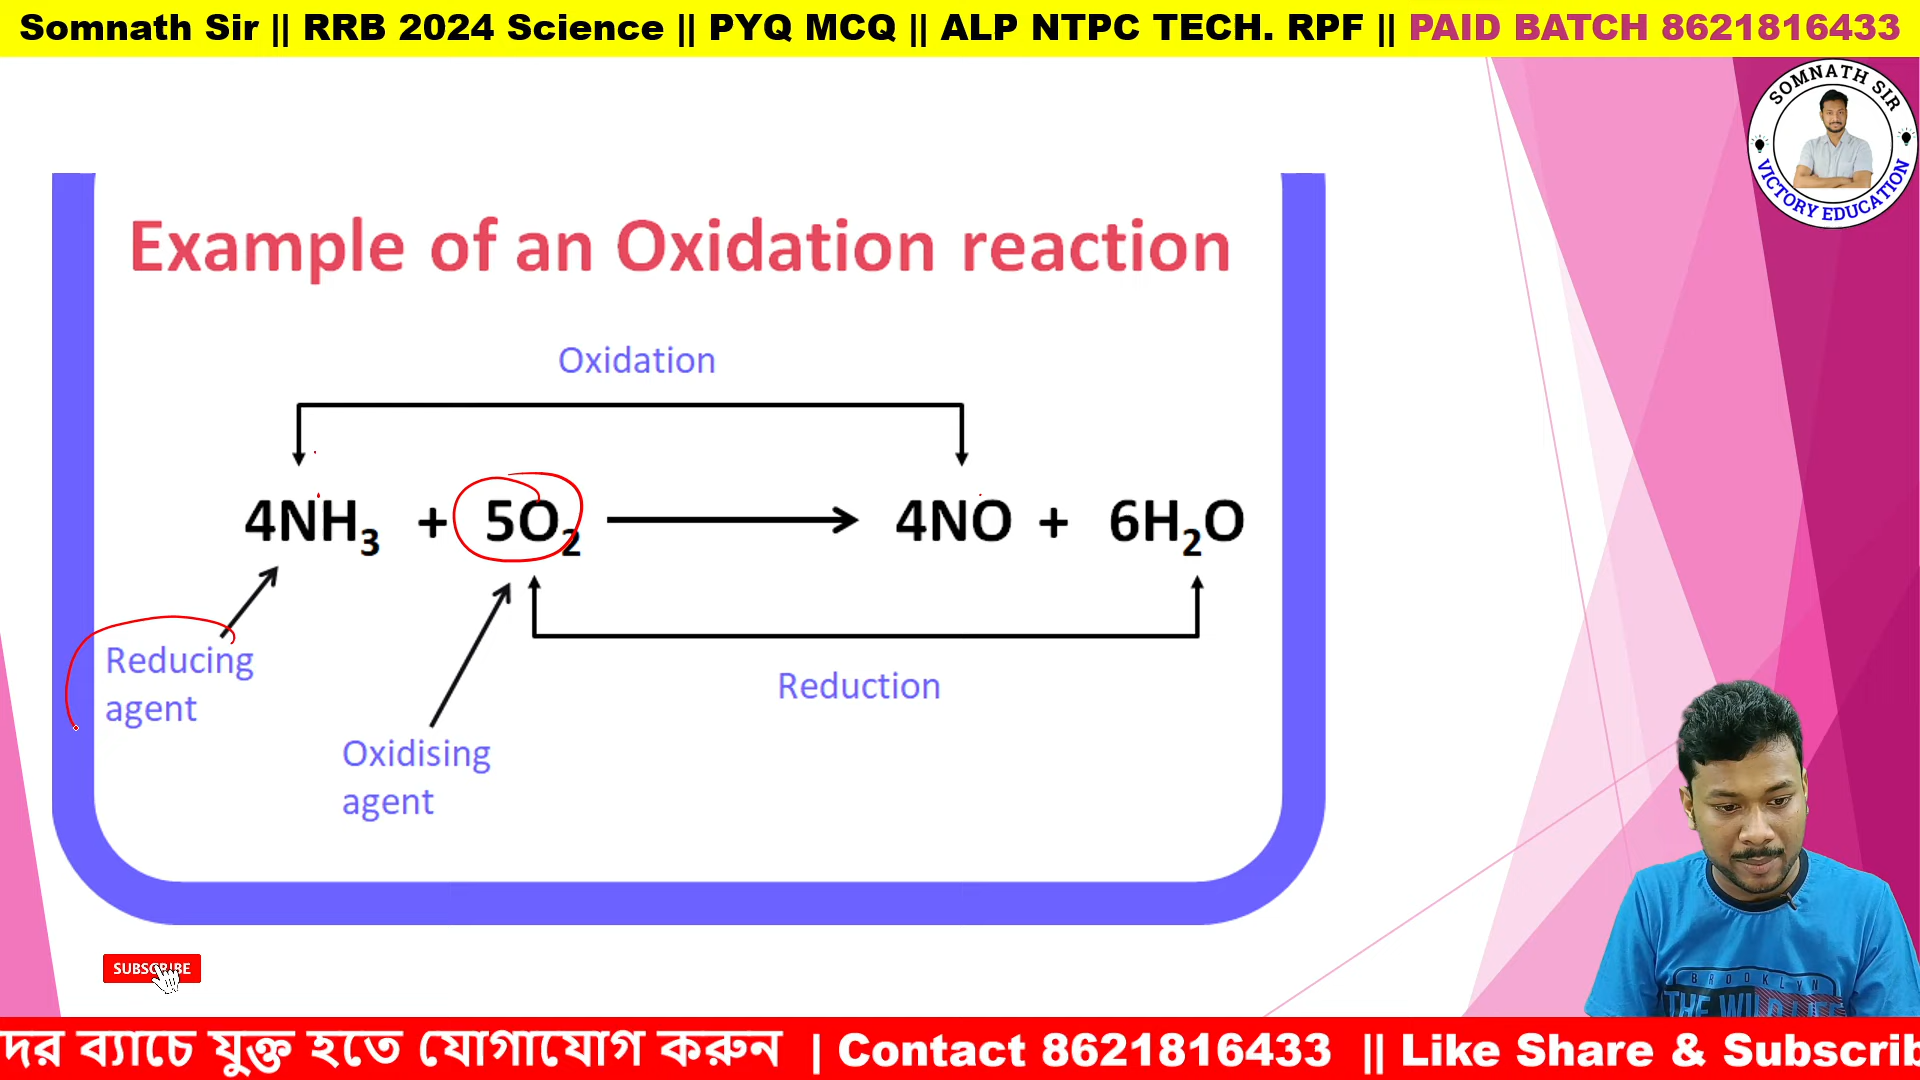 Somnath Sir || RRB 2024 Science || PYQ MCQ || ALP NTPC TECH. RPF || PAID BATCH 8621816433
SOMNATH SIR
VICTORY EDUCATION
Example of an Oxidation reaction
Oxidation
4NH₃ + 5O₂ ⟶ 4NO + 6H₂O
Reducing
agent
Reduction
Oxidising
agent
BROOKLYN
THE
SUBSCRIBE
দের ব্যাচে যুক্ত হতে যোগাযোগ করুন | Contact 8621816433 || Like Share & Subscrib